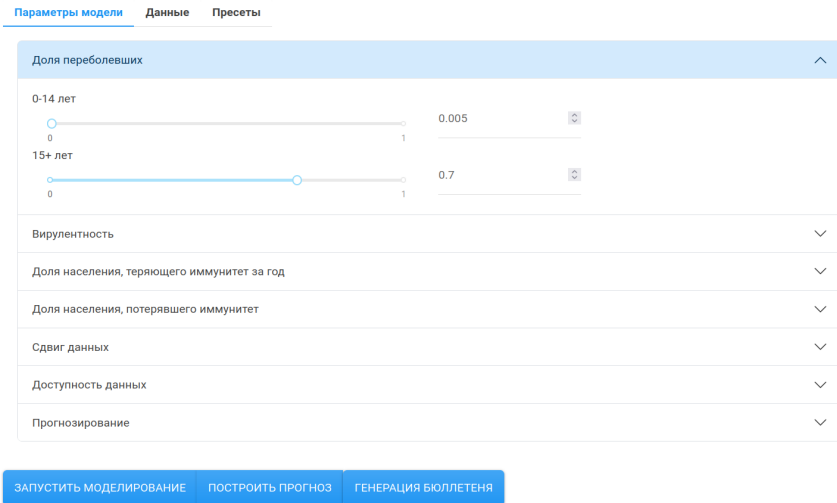 Параметры модели Данные Пресеты
Доля переболевших
0-14 лет
0.005
0 1
15+ лет
0.7
0 1
Вирулентность
Доля населения, теряющего иммунитет за год
Доля населения, потерявшего иммунитет
Сдвиг данных
Доступность данных
Прогнозирование
ЗАПУСТИТЬ МОДЕЛИРОВАНИЕ ПОСТРОИТЬ ПРОГНОЗ ГЕНЕРАЦИЯ БЮЛЛЕТЕНЯ